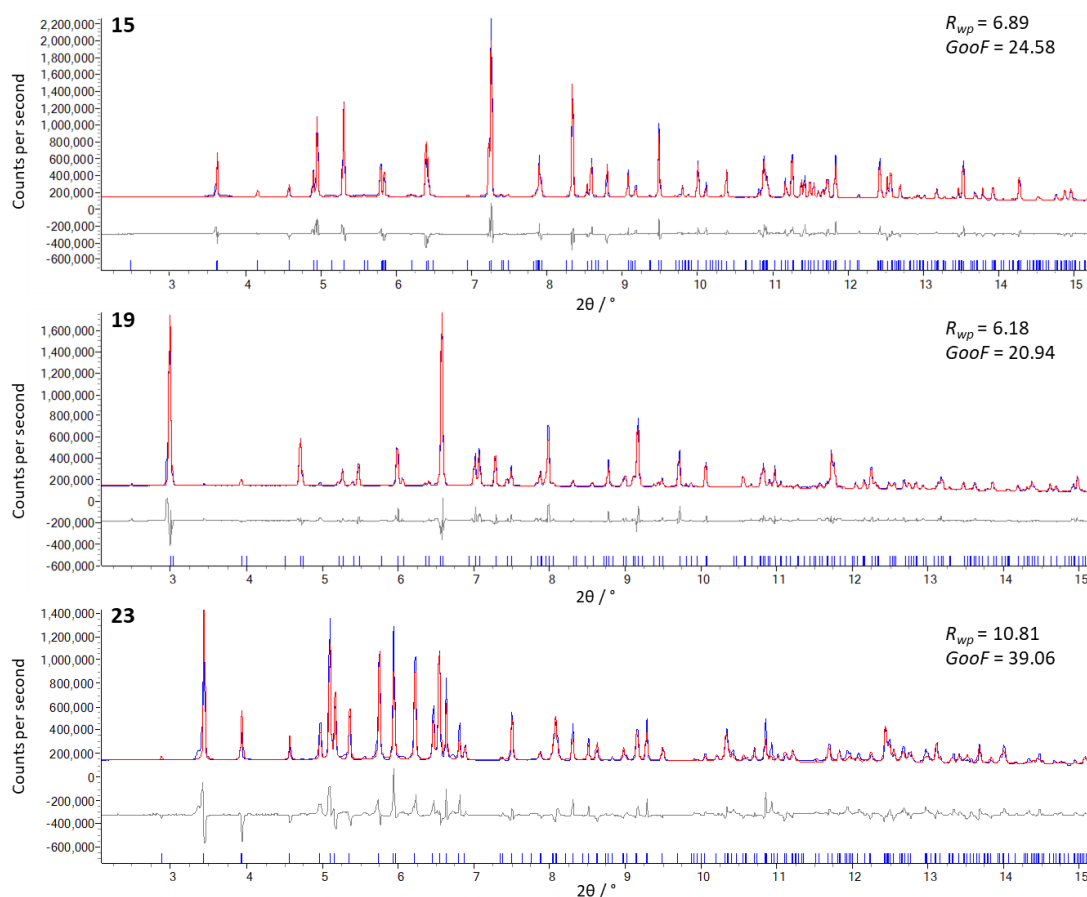 15
R_wp = 6.89
GooF = 24.58
Counts per second
2,200,000
2,000,000
1,800,000
1,600,000
1,400,000
1,200,000
1,000,000
800,000
600,000
400,000
200,000
0
-200,000
-400,000
-600,000
3 4 5 6 7 8 9 10 11 12 13 14 15
2θ / °
19
R_wp = 6.18
GooF = 20.94
Counts per second
1,600,000
1,400,000
1,200,000
1,000,000
800,000
600,000
400,000
200,000
0
-200,000
-400,000
-600,000
3 4 5 6 7 8 9 10 11 12 13 14 15
2θ / °
23
R_wp = 10.81
GooF = 39.06
Counts per second
1,400,000
1,200,000
1,000,000
800,000
600,000
400,000
200,000
0
-200,000
-400,000
-600,000
3 4 5 6 7 8 9 10 11 12 13 14 15
2θ / °